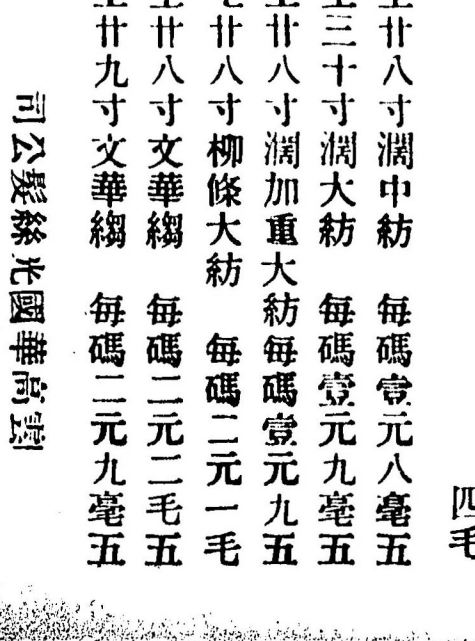 四毛
廿八寸濶中紡 每碼壹元八毫五
三十寸濶大紡 每碼壹元九毫五
廿八寸濶加重大紡每碼壹元九五
廿八寸柳條大紡 每碼二元一毛
廿八寸文華縐 每碼二元二毛五
廿九寸文華縐 每碼二元九毫五
華國光絲髮公司